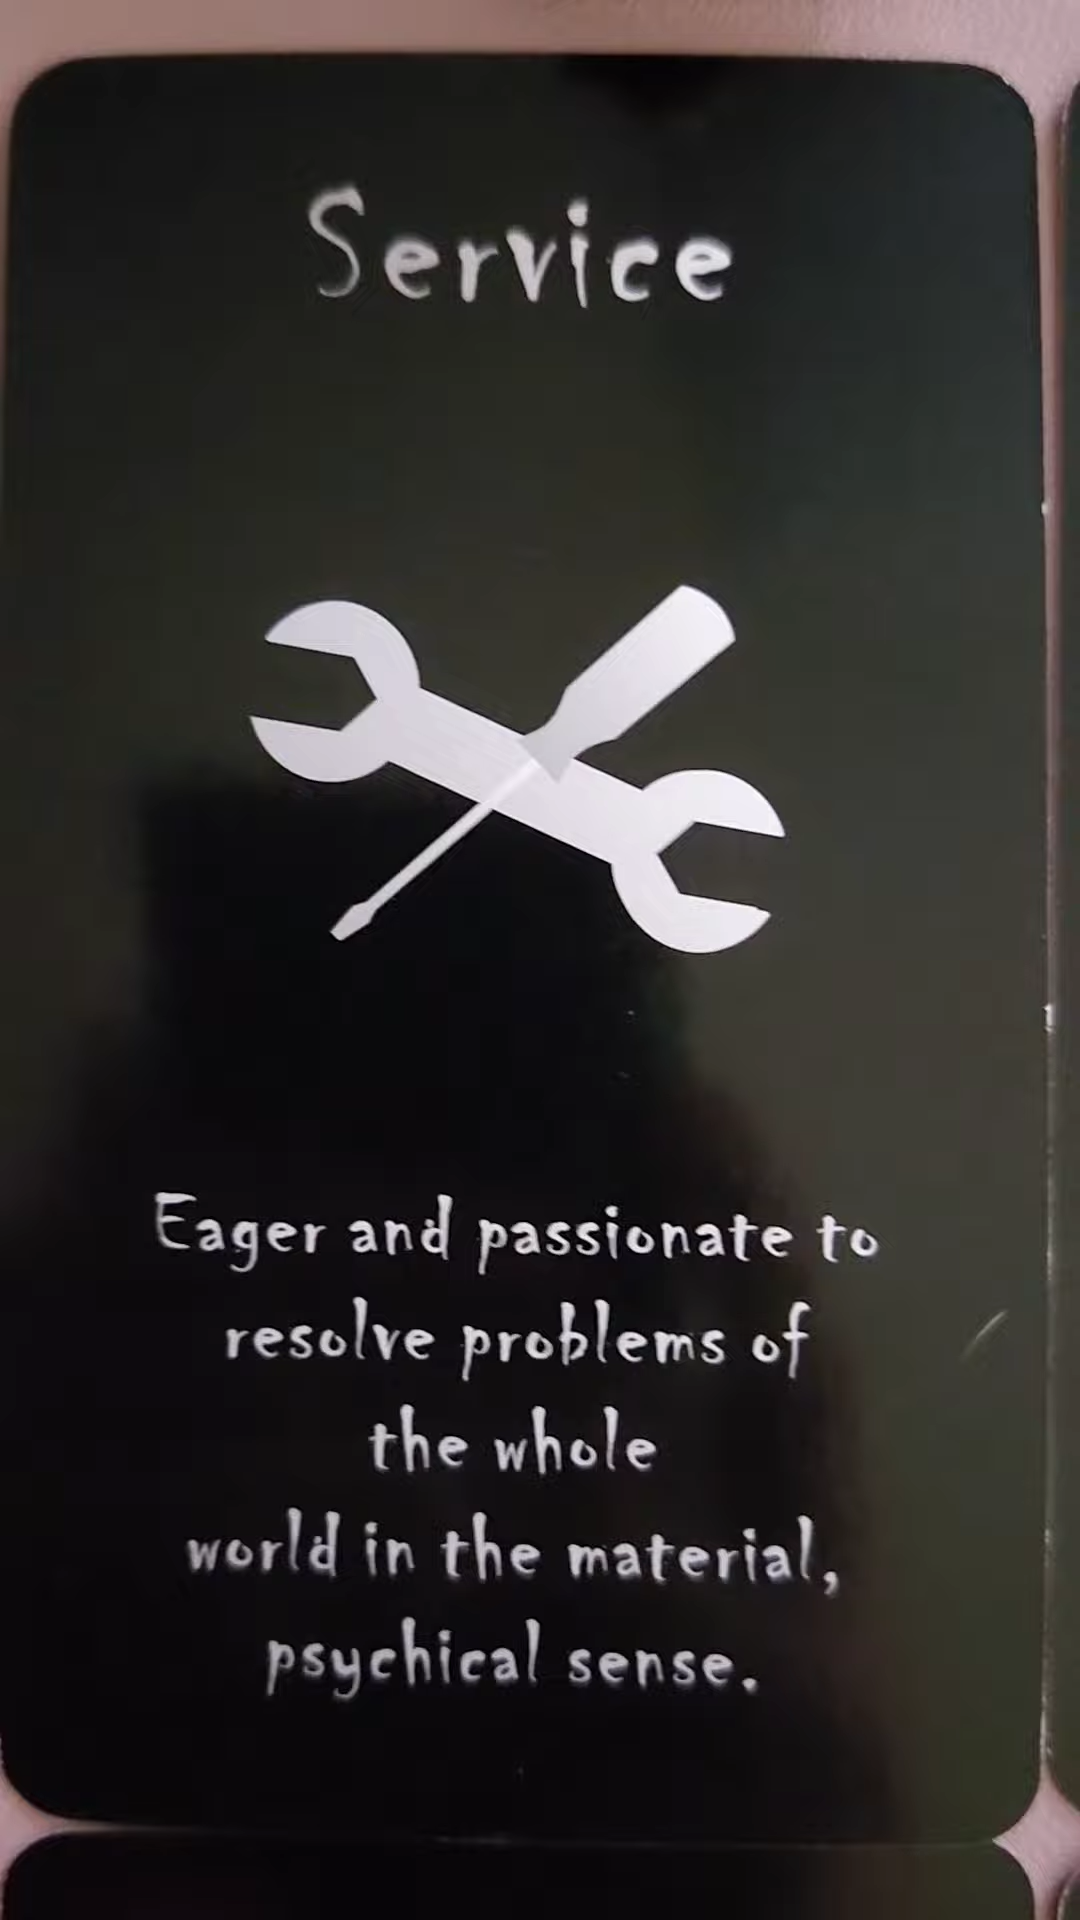 Service
Eager and passionate to
resolve problems of
the whole
world in the material,
psychical sense.